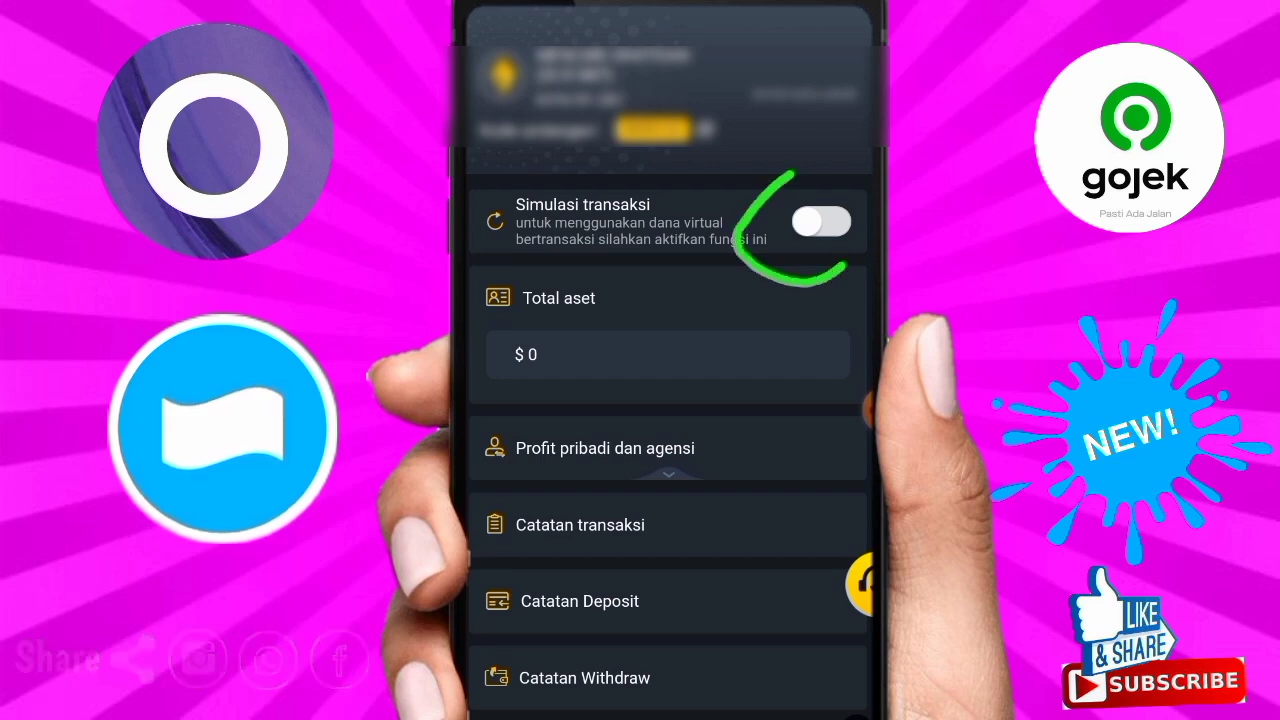 gojek
Pasti Ada Jalan
Simulasi transaksi
untuk menggunakan dana virtual
bertransaksi silahkan aktifkan fungsi ini
Total aset
$ 0
Profit pribadi dan agensi
NEW!
Catatan transaksi
Catatan Deposit
LIKE
& SHARE
Share
Catatan Withdraw
SUBSCRIBE